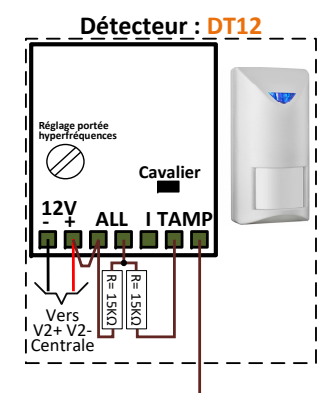 Détecteur : DT12
Réglage portée
hyperfréquences
Cavalier
12V
- + ALL I TAMP
R= 15KΩ
R= 15KΩ
Vers
V2+ V2-
Centrale